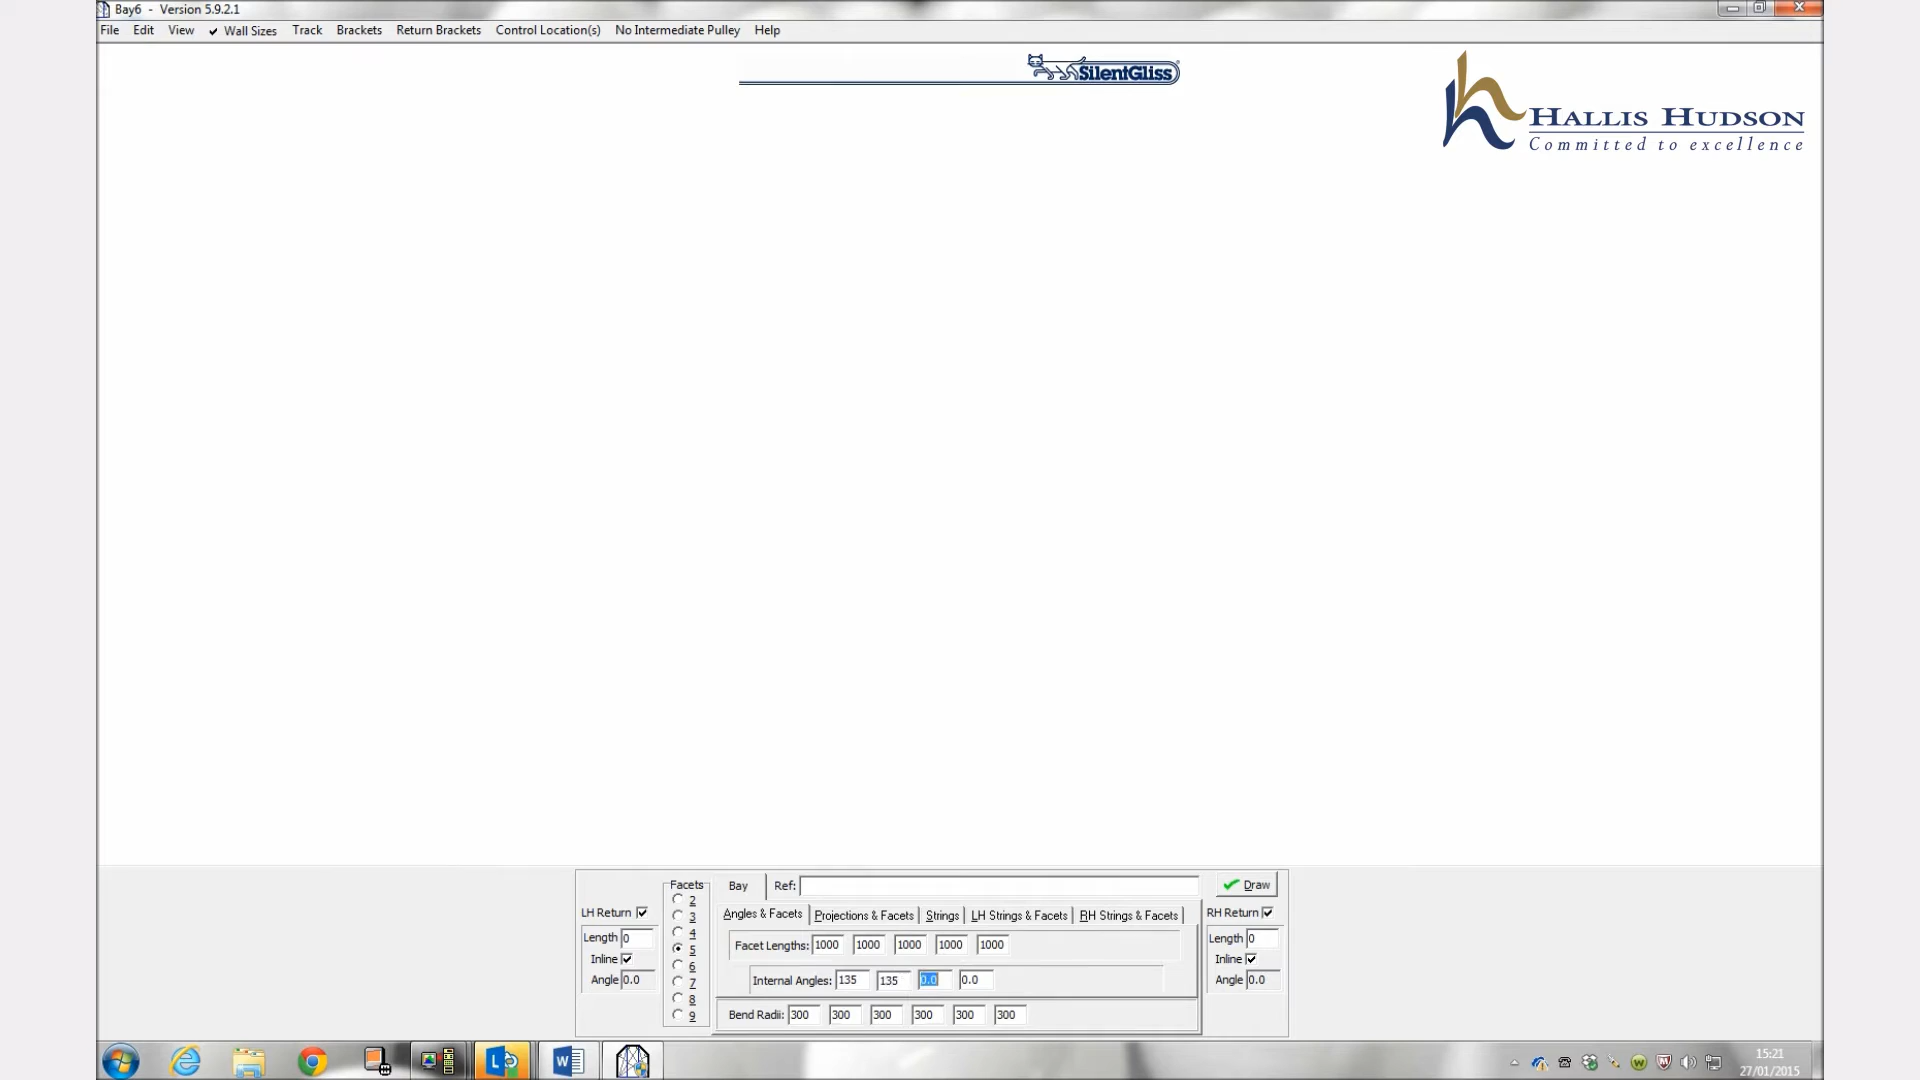 Bay6 - Version 5.9.2.1
File Edit View Wall Sizes Track Brackets Return Brackets Control Location(s) No Intermediate Pulley Help
SilentGliss
HALLIS HUDSON
Committed to excellence
Facets Bay Ref: Draw
2
LH Return Angles & Facets Projections & Facets Strings LH Strings & Facets RH Strings & Facets RH Return
3
4
Length 0 Facet Lengths: 1000 1000 1000 1000 1000 Length 0
5
Inline Inline
6
Angle 0.0 Internal Angles: 135 135 0.0 0.0 Angle 0.0
7
8
Bend Radii: 300 300 300 300 300 300
9
15:21
27/01/2015